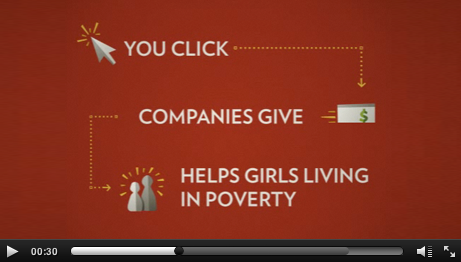 YOU CLICK
COMPANIES GIVE
$
HELPS GIRLS LIVING
IN POVERTY
00:30